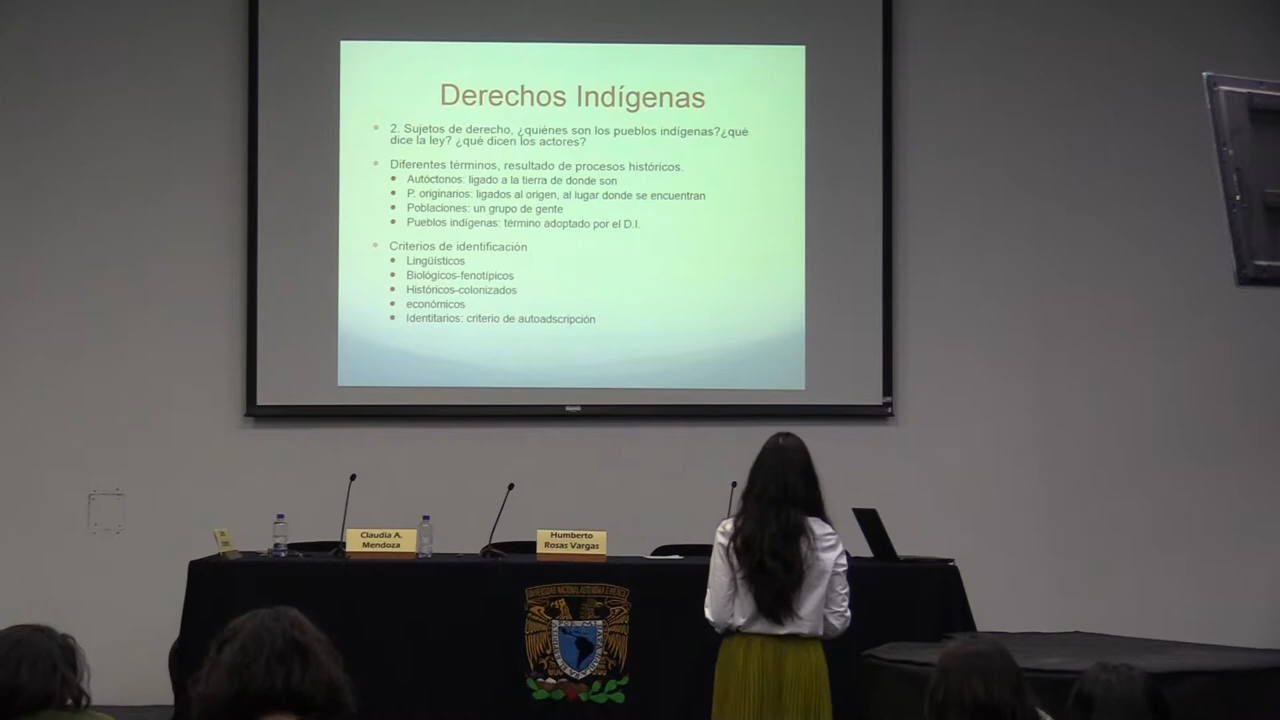 Derechos Indígenas
2. Sujetos de derecho, ¿quiénes son los pueblos indígenas?¿qué
dice la ley? ¿qué dicen los actores?
Diferentes términos, resultado de procesos históricos.
Autóctonos: ligado a la tierra de donde son
P. originarios: ligados al origen, al lugar donde se encuentran
Poblaciones: un grupo de gente
Pueblos indígenas: término adoptado por el D.I.
Criterios de identificación
Lingüísticos
Biológicos-fenotípicos
Históricos-colonizados
económicos
Identitarios: criterio de autoadscripción
Claudia A.
Mendoza
Humberto
Rosas Vargas